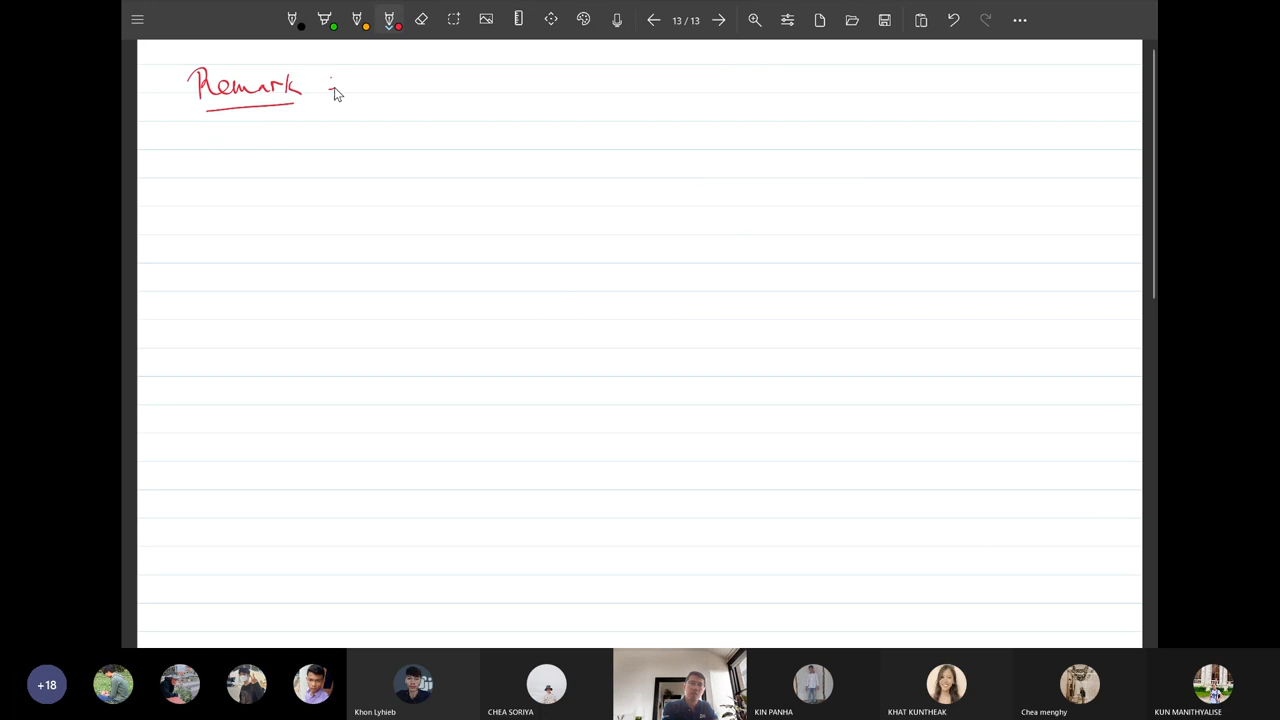 13 / 13
Remark :
+18
Khon Lyhieb
CHEA SORIYA
KIN PANHA
KHAT KUNTHEAK
Chea menghy
KUN MANITHYALISE